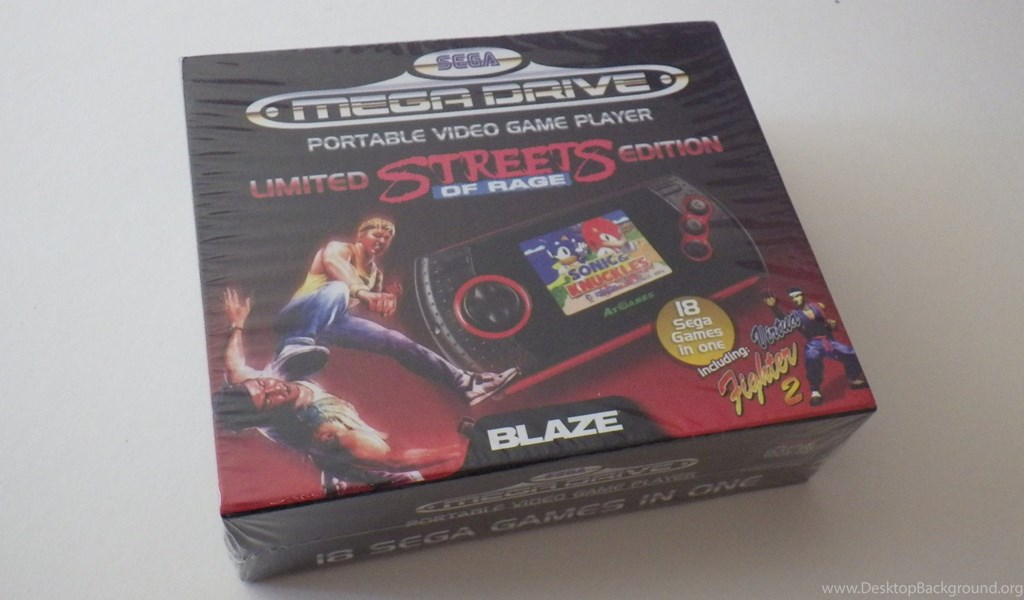 SEGA
MEGA DRIVE
PORTABLE VIDEO GAME PLAYER
LIMITED STREETS OF RAGE EDITION
SONIC &
KNUCKLES
ATGAMES
18
Sega
Games
in one
including:
Virtua
Fighter
2
BLAZE
SEGA
MEGA DRIVE
PORTABLE VIDEO GAME PLAYER
18 SEGA GAMES IN ONE
www.DesktopBackground.org